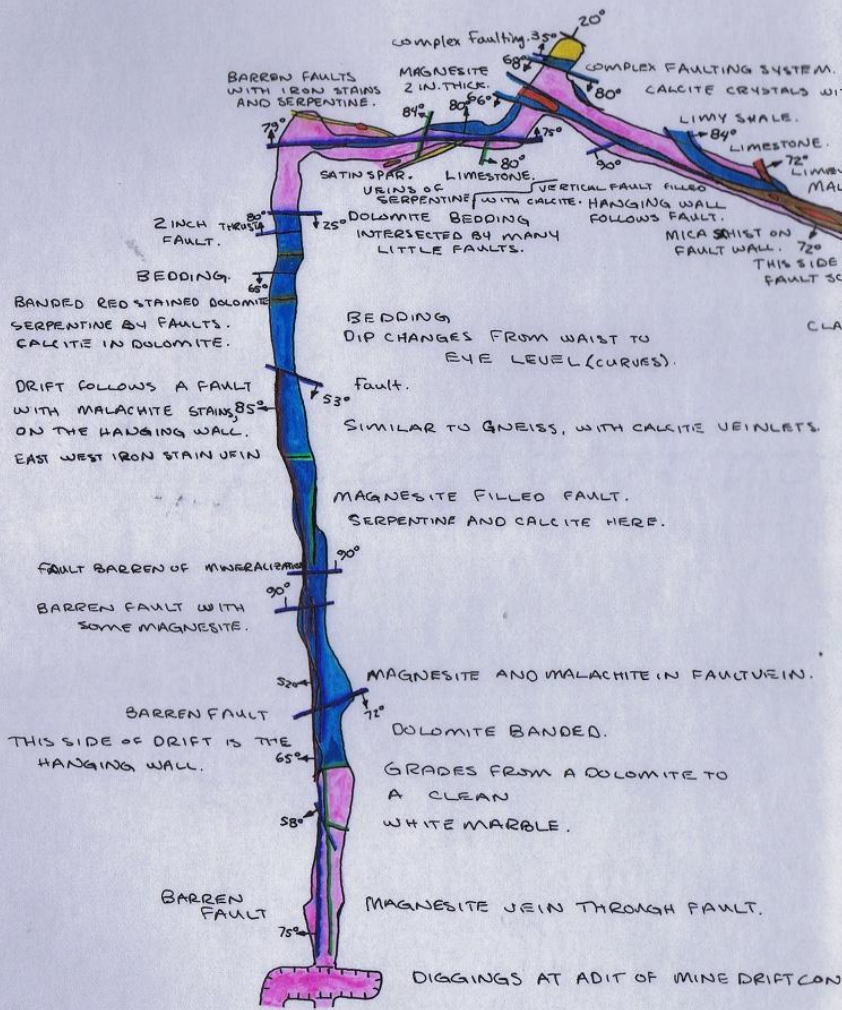 20°
COMPLEX FAULTING. 35°
68°
COMPLEX FAULTING SYSTEM.
80°
CALCITE CRYSTALS WI
BARREN FAULTS
WITH IRON STAINS
AND SERPENTINE.
MAGNESITE
2 IN. THICK.
84°
80°
66°
79°
75°
80°
90°
LIMY SHALE.
84°
LIMESTONE.
72°
MAL
SATIN SPAR.
LIMESTONE.
VEINS OF
SERPENTINE
VERTICAL FAULT FILLED
WITH CALCITE.
HANGING WALL
FOLLOWS FAULT.
MICA SCHIST ON
FAULT WALL.
72°
THIS SIDE
FAULT SC
CLA
80°
25°
2 INCH THRUST
FAULT.
DOLOMITE BEDDING
INTERSECTED BY MANY
LITTLE FAULTS.
BEDDING.
65°
BANDED RED STAINED DOLOMITE
SERPENTINE BY FAULTS.
CALCITE IN DOLOMITE.
BEDDING
DIP CHANGES FROM WAIST TO
EYE LEVEL (CURVES).
DRIFT FOLLOWS A FAULT
WITH MALACHITE STAINS, 85°
ON THE HANGING WALL.
EAST WEST IRON STAIN VEIN
FAULT.
53°
SIMILAR TO GNEISS, WITH CALCITE VEINLETS.
MAGNESITE FILLED FAULT.
SERPENTINE AND CALCITE HERE.
FAULT BARREN OF MINERALIZATION
90°
90°
BARREN FAULT WITH
SOME MAGNESITE.
52°
MAGNESITE AND MALACHITE IN FAULT VEIN.
BARREN FAULT
72°
THIS SIDE OF DRIFT IS THE
HANGING WALL.
65°
DOLOMITE BANDED.
GRADES FROM A DOLOMITE TO
A CLEAN
WHITE MARBLE.
58°
BARREN
FAULT
75°
MAGNESITE VEIN THROUGH FAULT.
DIGGINGS AT ADIT OF MINE DRIFT CON